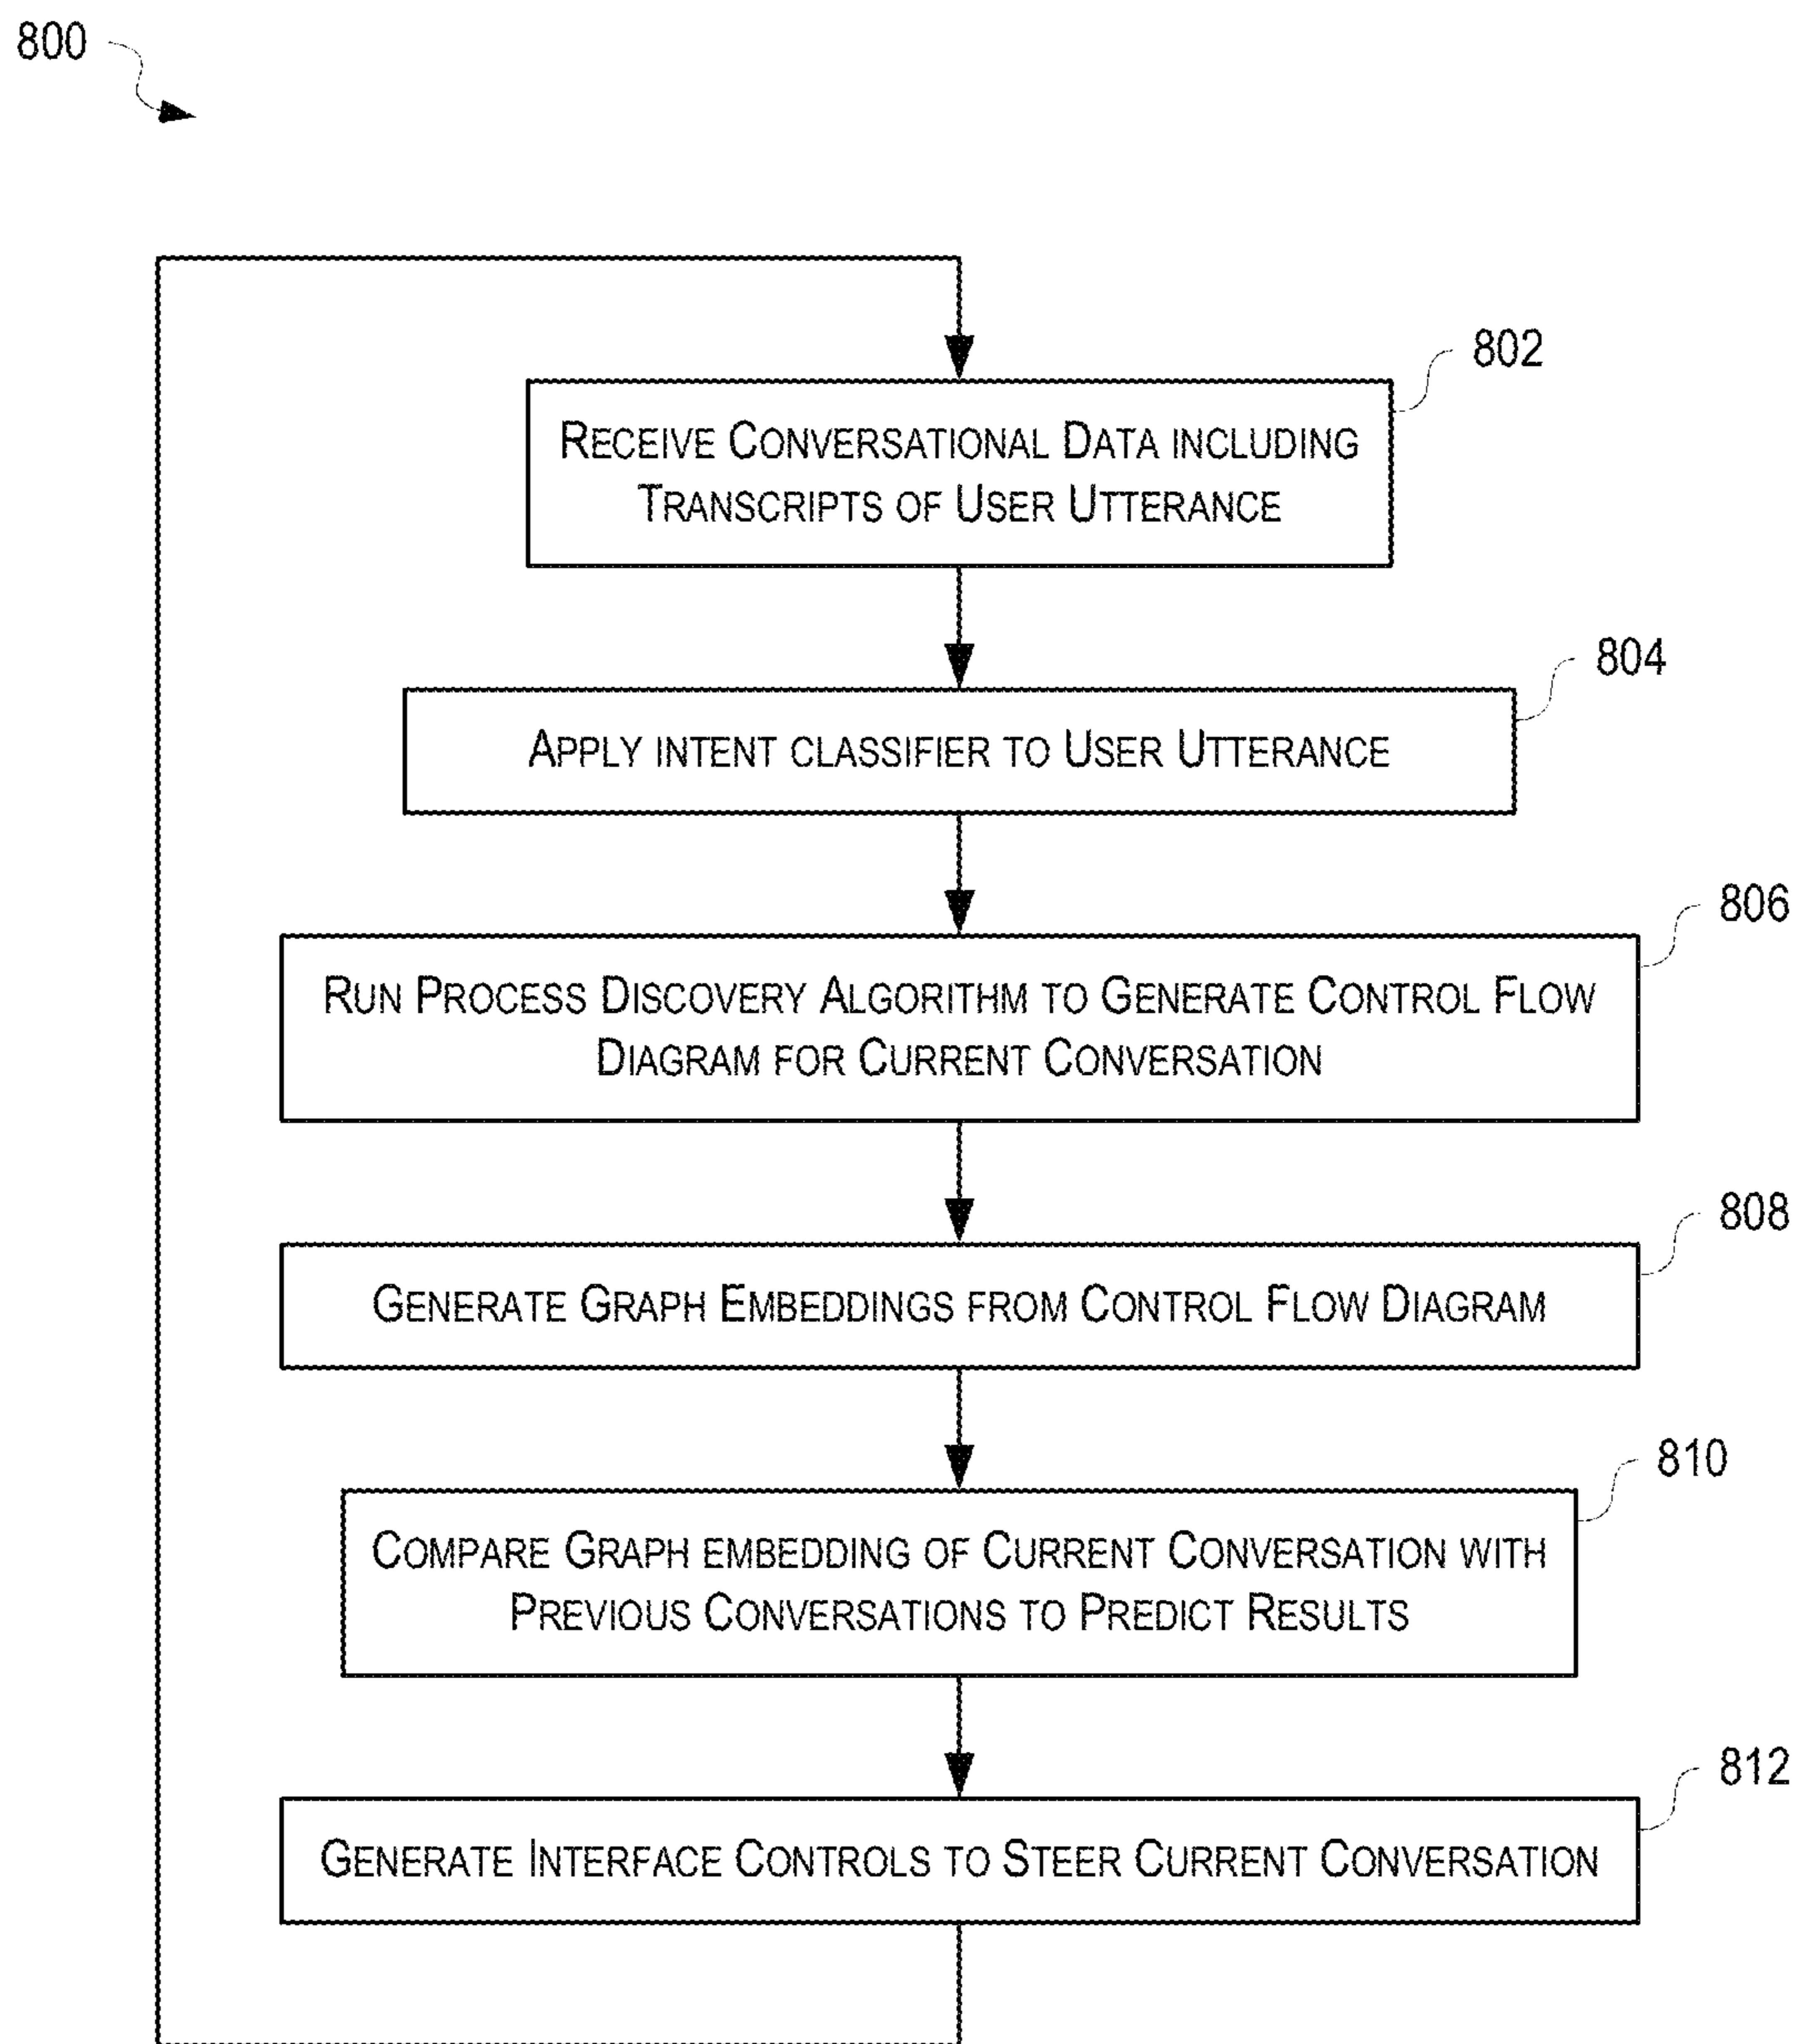 800
802
RECEIVE CONVERSATIONAL DATA INCLUDING
TRANSCRIPTS OF USER UTTERANCE
804
APPLY INTENT CLASSIFIER TO USER UTTERANCE
806
RUN PROCESS DISCOVERY ALGORITHM TO GENERATE CONTROL FLOW
DIAGRAM FOR CURRENT CONVERSATION
808
GENERATE GRAPH EMBEDDINGS FROM CONTROL FLOW DIAGRAM
810
COMPARE GRAPH EMBEDDING OF CURRENT CONVERSATION WITH
PREVIOUS CONVERSATIONS TO PREDICT RESULTS
812
GENERATE INTERFACE CONTROLS TO STEER CURRENT CONVERSATION